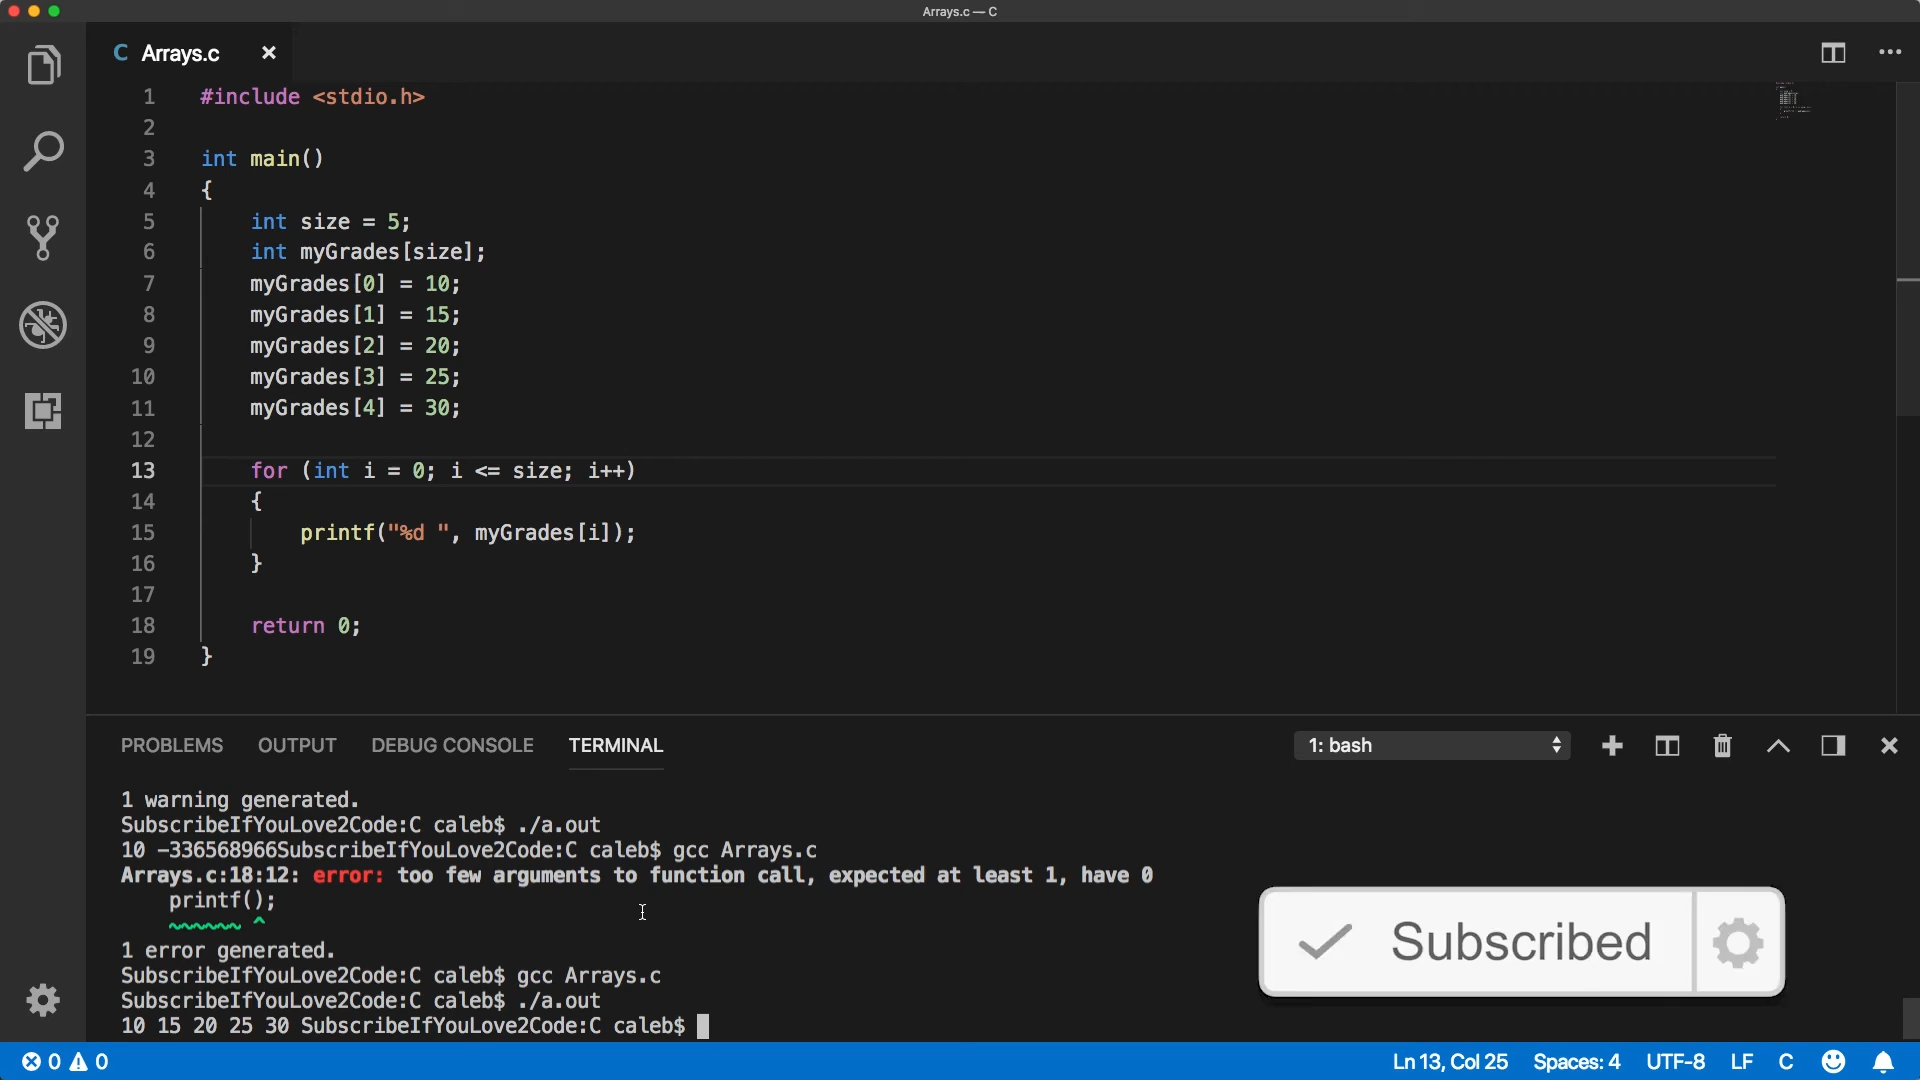 Arrays.c — C
C Arrays.c
1 #include <stdio.h>
2
3 int main()
4 {
5 int size = 5;
6 int myGrades[size];
7 myGrades[0] = 10;
8 myGrades[1] = 15;
9 myGrades[2] = 20;
10 myGrades[3] = 25;
11 myGrades[4] = 30;
12
13 for (int i = 0; i <= size; i++)
14 {
15 printf("%d ", myGrades[i]);
16 }
17
18 return 0;
19 }
PROBLEMS OUTPUT DEBUG CONSOLE TERMINAL 1: bash
1 warning generated.
SubscribeIfYouLove2Code:C caleb$ ./a.out
10 -336568966SubscribeIfYouLove2Code:C caleb$ gcc Arrays.c
Arrays.c:18:12: error: too few arguments to function call, expected at least 1, have 0
printf();
~~~~~~ ^
1 error generated.
SubscribeIfYouLove2Code:C caleb$ gcc Arrays.c
SubscribeIfYouLove2Code:C caleb$ ./a.out
10 15 20 25 30 SubscribeIfYouLove2Code:C caleb$
Subscribed
0 0 Ln 13, Col 25 Spaces: 4 UTF-8 LF C